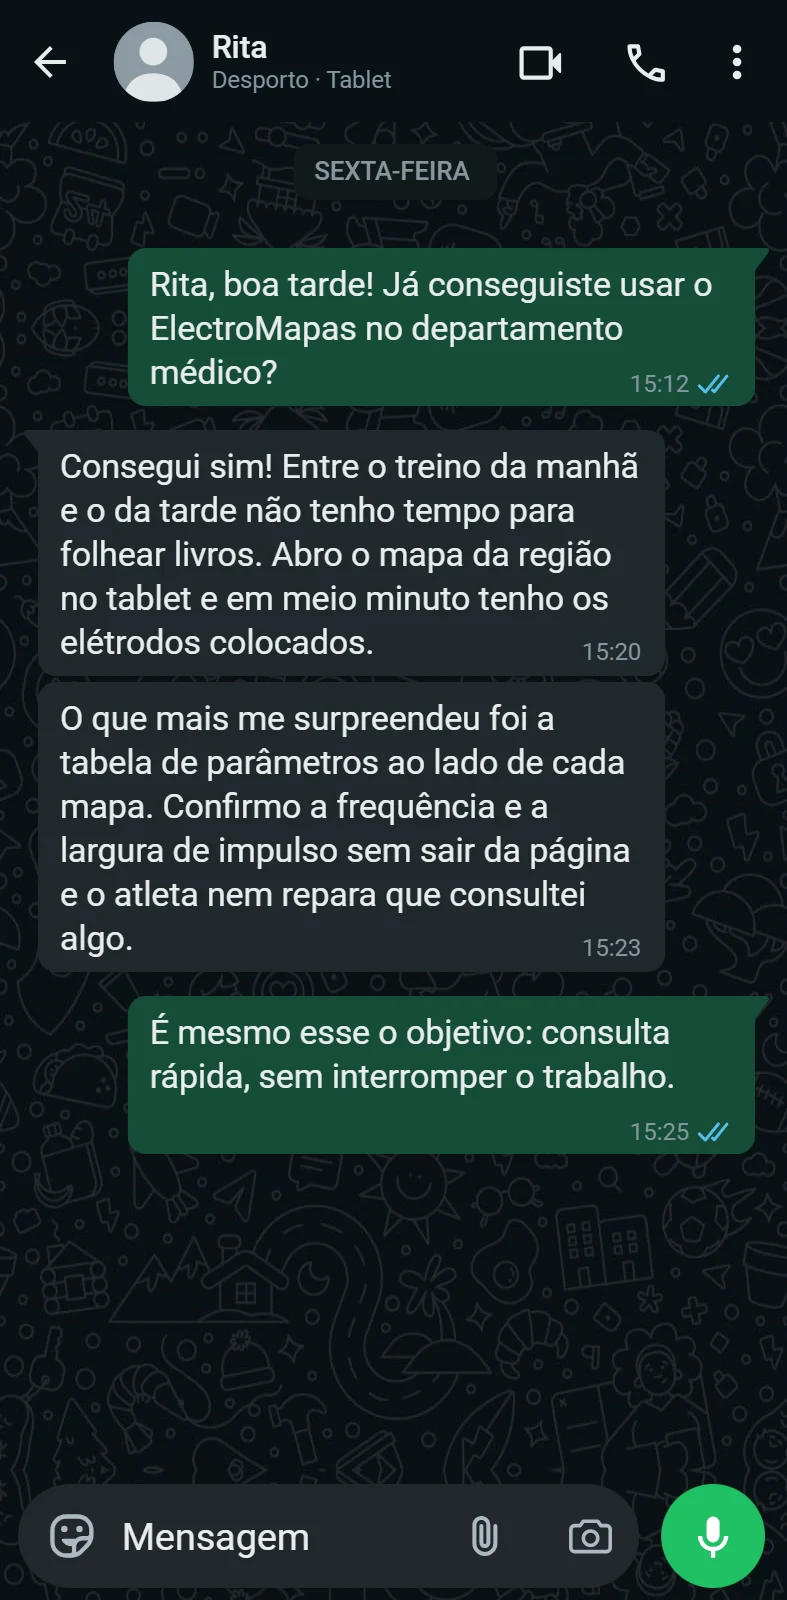 Rita
Desporto · Tablet
SEXTA-FEIRA
Rita, boa tarde! Já conseguiste usar o
ElectroMapas no departamento
médico?
15:12
Consegui sim! Entre o treino da manhã
e o da tarde não tenho tempo para
folhear livros. Abro o mapa da região
no tablet e em meio minuto tenho os
elétrodos colocados.
15:20
O que mais me surpreendeu foi a
tabela de parâmetros ao lado de cada
mapa. Confirmo a frequência e a
largura de impulso sem sair da página
e o atleta nem repara que consultei
algo.
15:23
É mesmo esse o objetivo: consulta
rápida, sem interromper o trabalho.
15:25
Mensagem